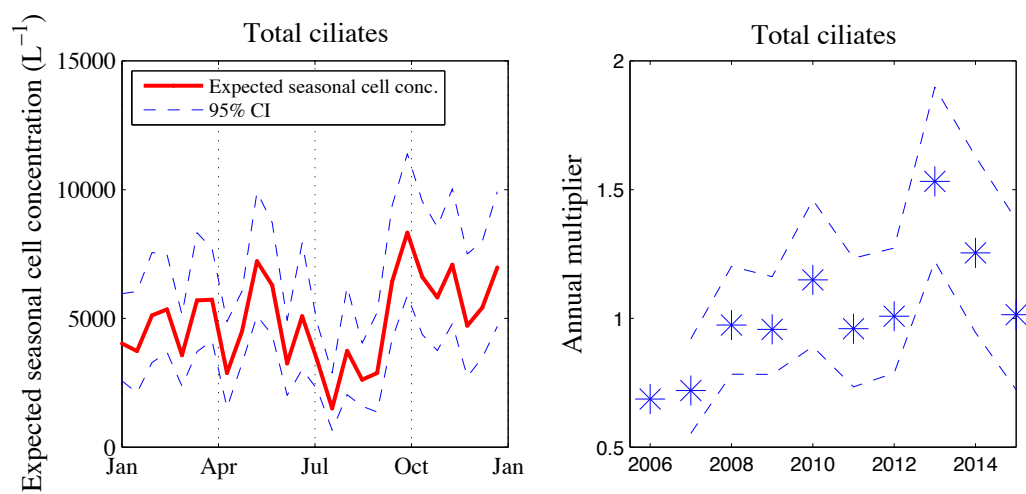 Total ciliates
Expected seasonal cell concentration (L⁻¹)
15000
10000
5000
0
Expected seasonal cell conc.
95% CI
Jan Apr Jul Oct Jan
Total ciliates
Annual multiplier
2
1.5
1
0.5
2006 2008 2010 2012 2014